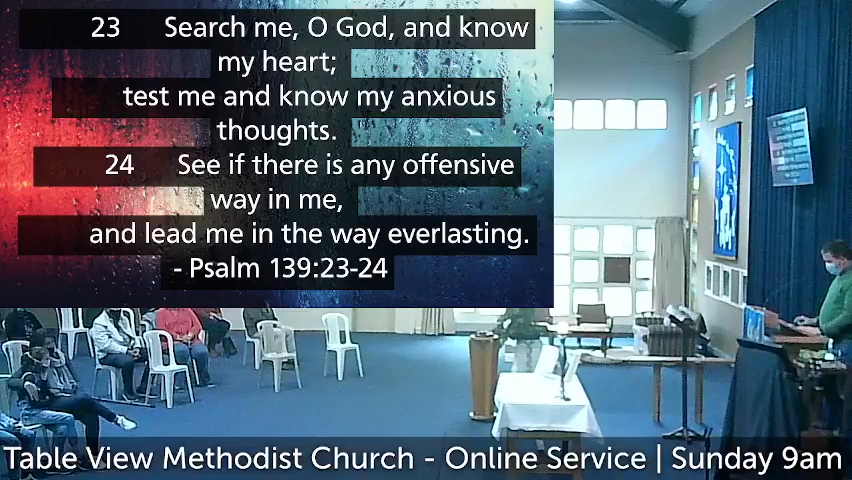 23 Search me, O God, and know
my heart;
test me and know my anxious
thoughts.
24 See if there is any offensive
way in me,
and lead me in the way everlasting.
- Psalm 139:23-24
Table View Methodist Church - Online Service | Sunday 9am